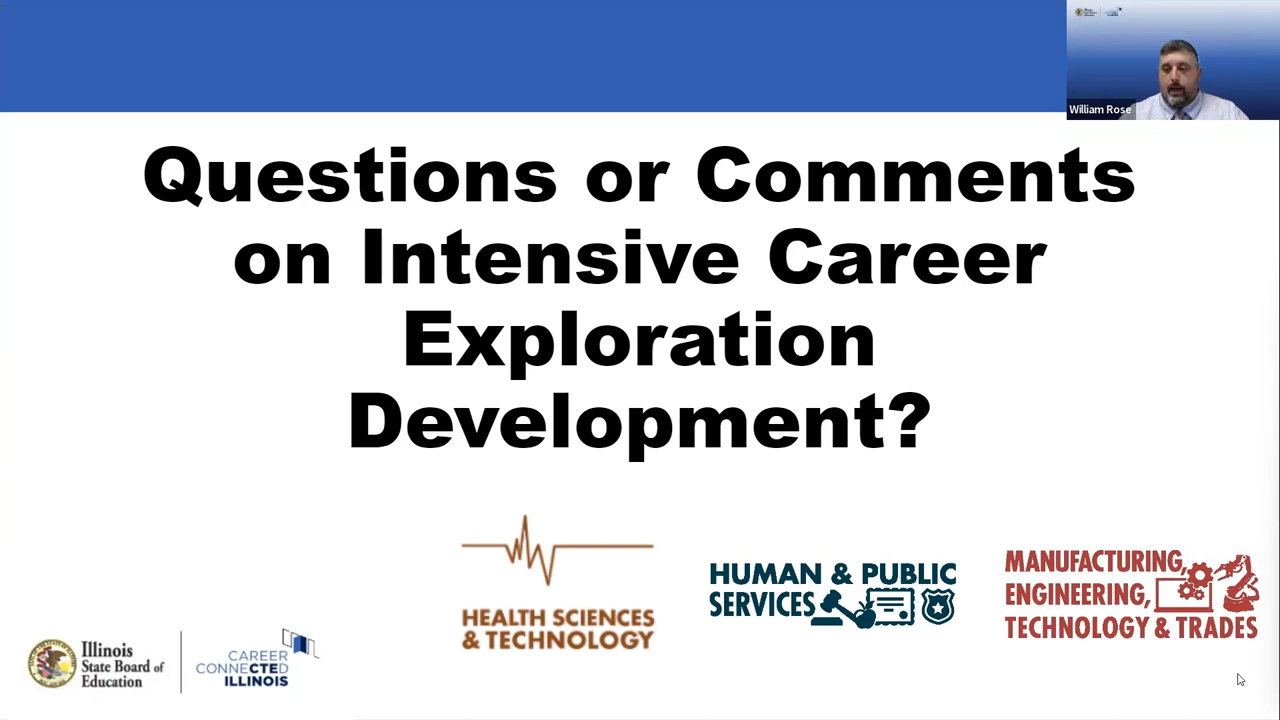 William Rose
Questions or Comments
on Intensive Career
Exploration
Development?
HEALTH SCIENCES
& TECHNOLOGY
HUMAN & PUBLIC
SERVICES
MANUFACTURING,
ENGINEERING,
TECHNOLOGY & TRADES
Illinois
State Board of
Education
CAREER
CONNECTED
ILLINOIS